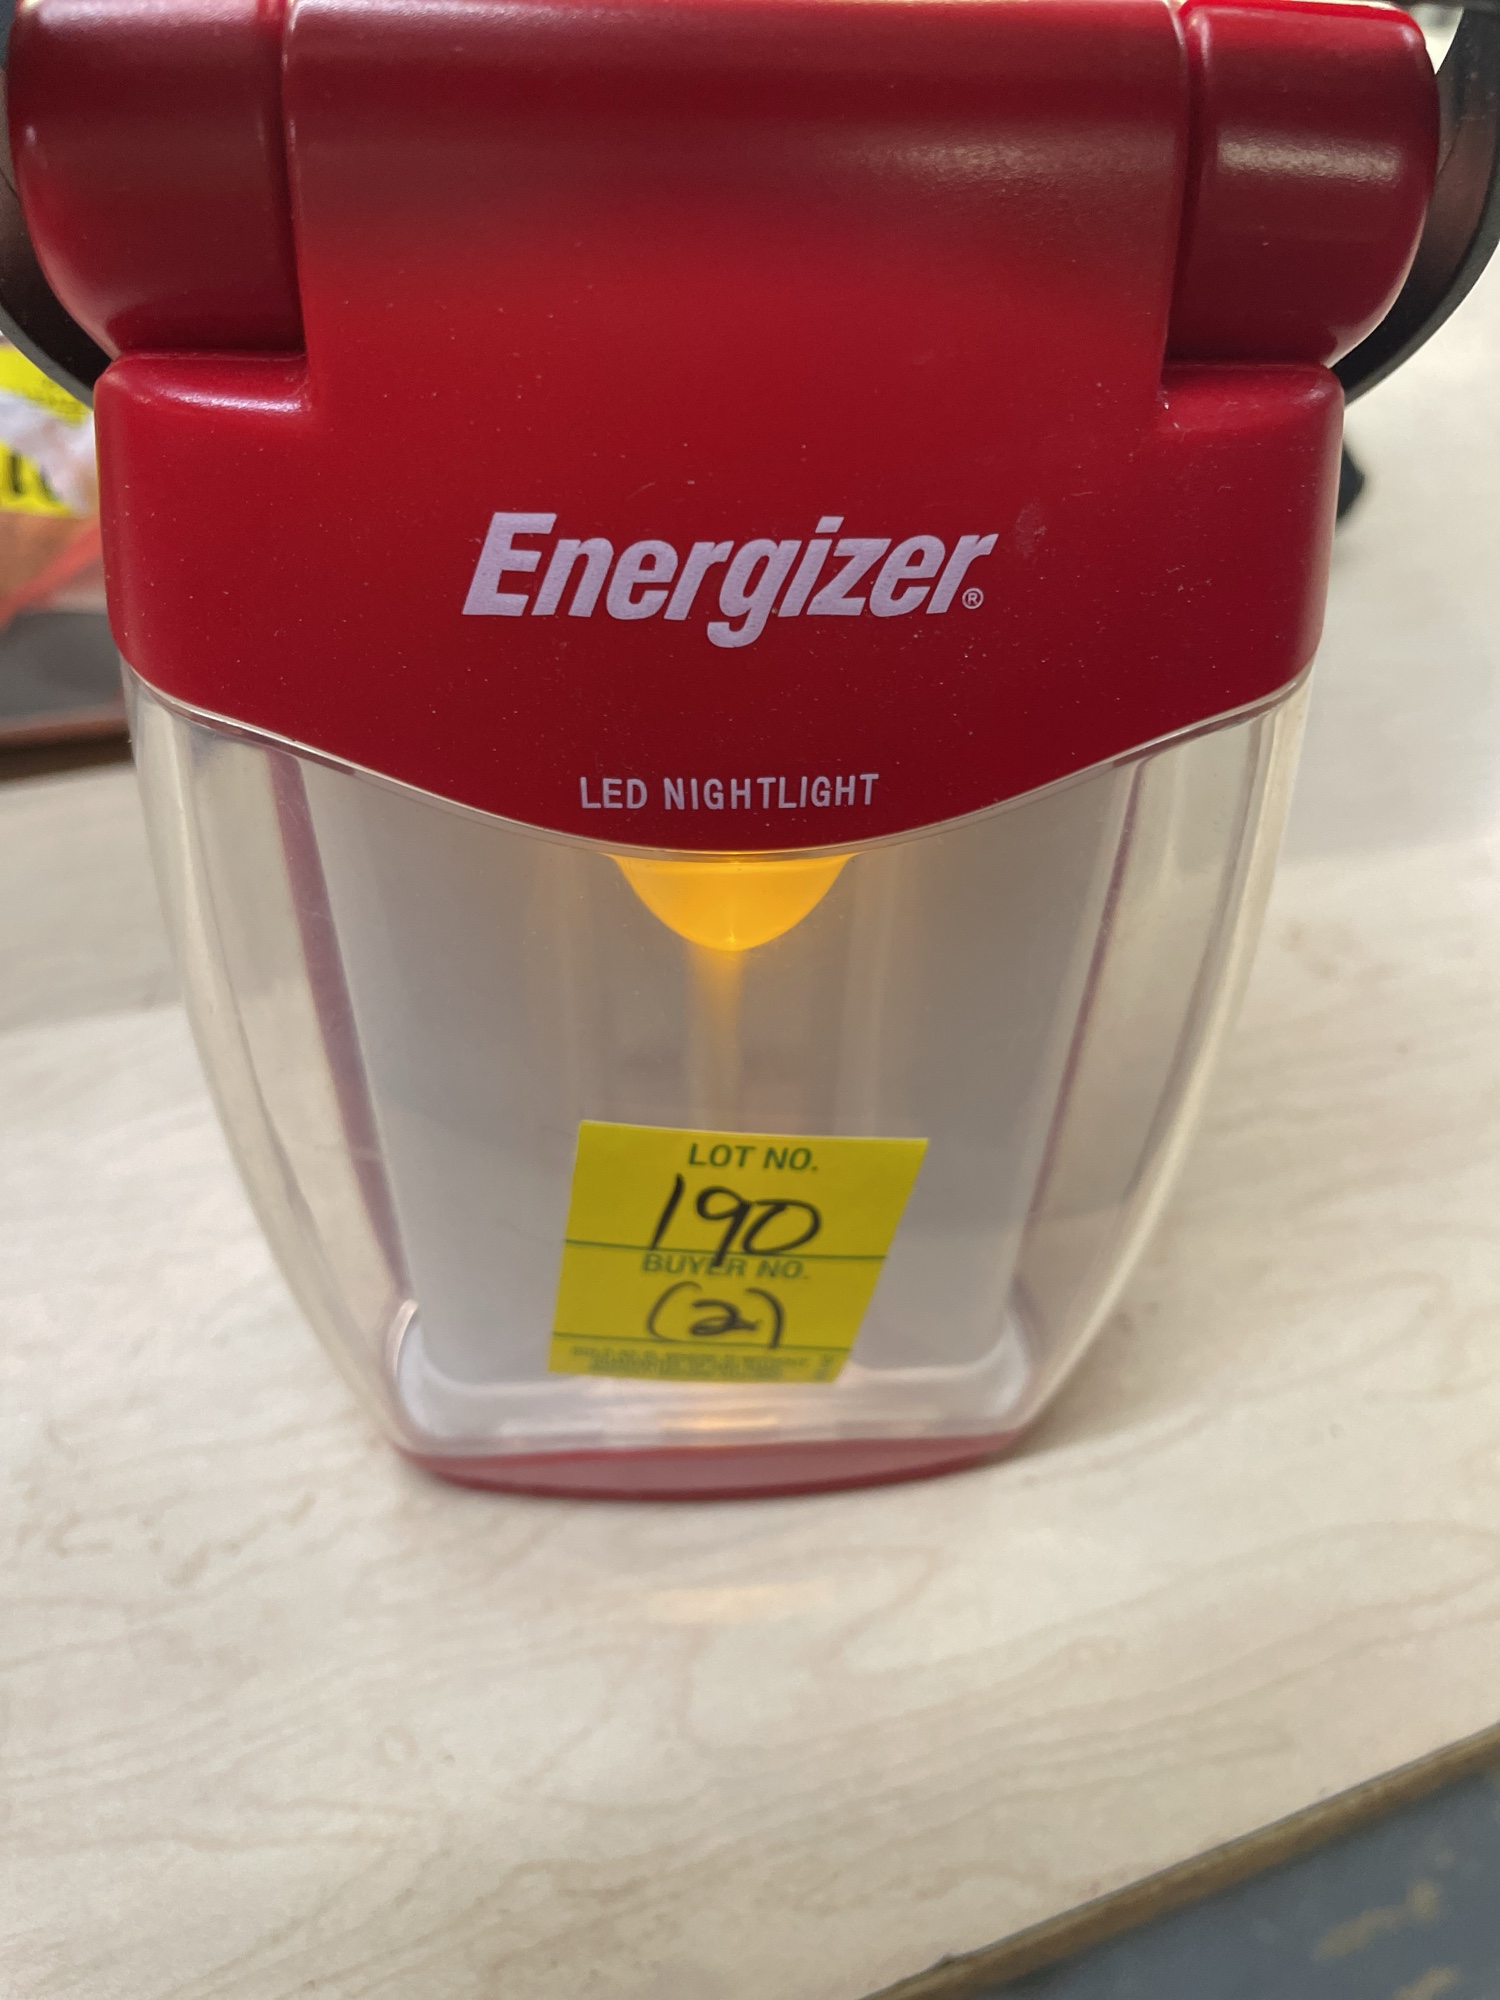 Energizer®
LED NIGHTLIGHT
LOT NO.
190
BUYER NO.
(2)